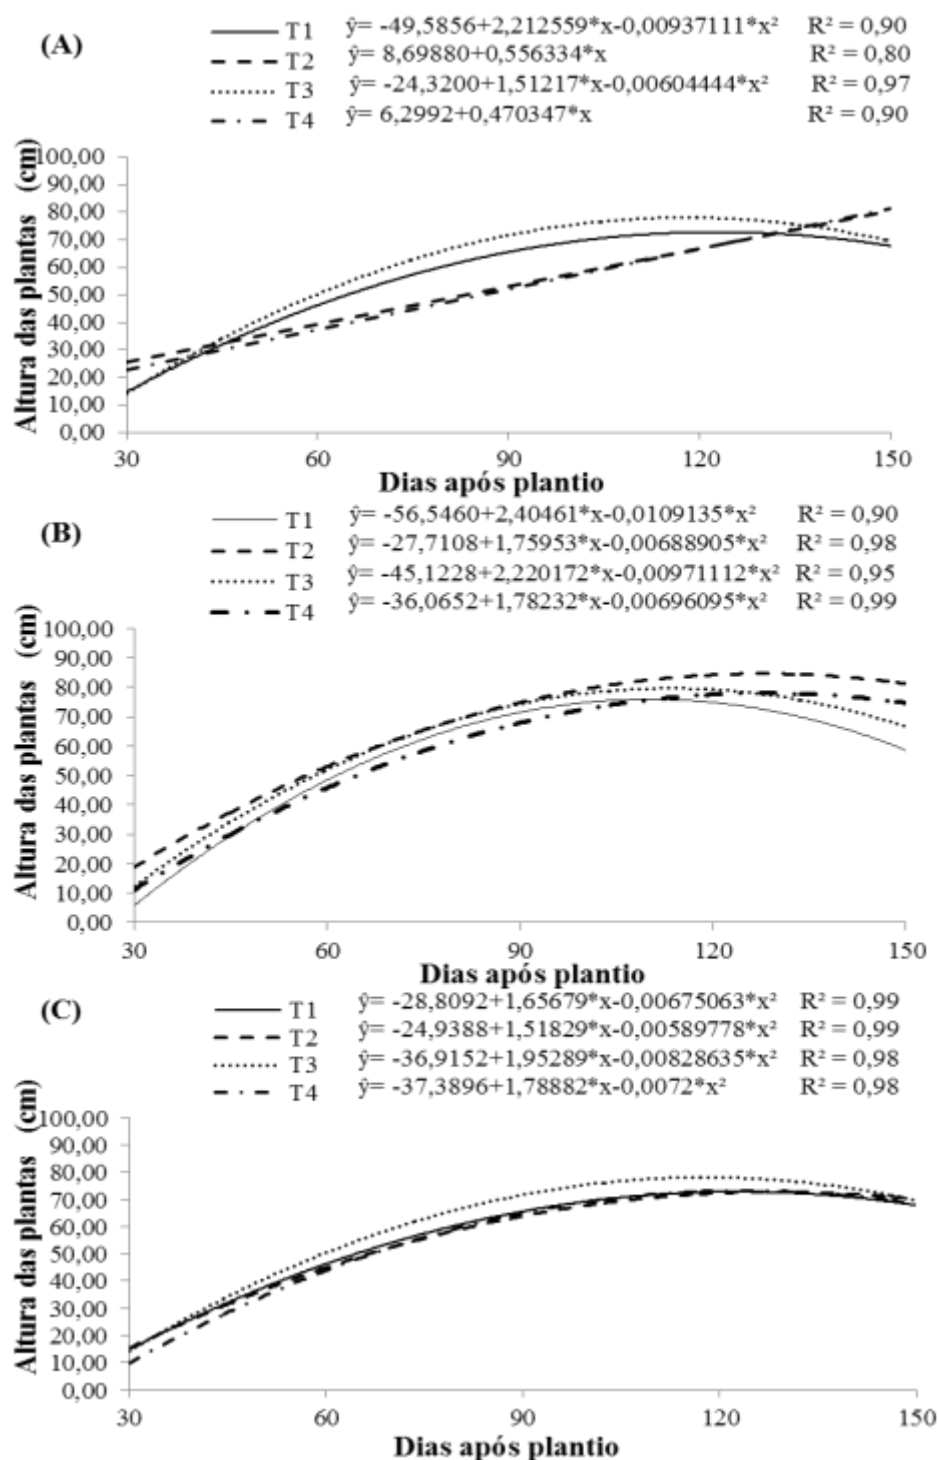 (A)
T1 ŷ= -49,5856+2,212559*x-0,00937111*x² R² = 0,90
T2 ŷ= 8,69880+0,556334*x R² = 0,80
T3 ŷ= -24,3200+1,51217*x-0,00604444*x² R² = 0,97
T4 ŷ= 6,2992+0,470347*x R² = 0,90
Altura das plantas (cm)
100,00
90,00
80,00
70,00
60,00
50,00
40,00
30,00
20,00
10,00
0,00
30 60 90 120 150
Dias após plantio
(B)
T1 ŷ= -56,5460+2,40461*x-0,0109135*x² R² = 0,90
T2 ŷ= -27,7108+1,75953*x-0,00688905*x² R² = 0,98
T3 ŷ= -45,1228+2,220172*x-0,00971112*x² R² = 0,95
T4 ŷ= -36,0652+1,78232*x-0,00696095*x² R² = 0,99
Altura das plantas (cm)
100,00
90,00
80,00
70,00
60,00
50,00
40,00
30,00
20,00
10,00
0,00
30 60 90 120 150
Dias após plantio
(C)
T1 ŷ= -28,8092+1,65679*x-0,00675063*x² R² = 0,99
T2 ŷ= -24,9388+1,51829*x-0,00589778*x² R² = 0,99
T3 ŷ= -36,9152+1,95289*x-0,00828635*x² R² = 0,98
T4 ŷ= -37,3896+1,78882*x-0,0072*x² R² = 0,98
Altura das plantas (cm)
100,00
90,00
80,00
70,00
60,00
50,00
40,00
30,00
20,00
10,00
0,00
30 60 90 120 150
Dias após plantio